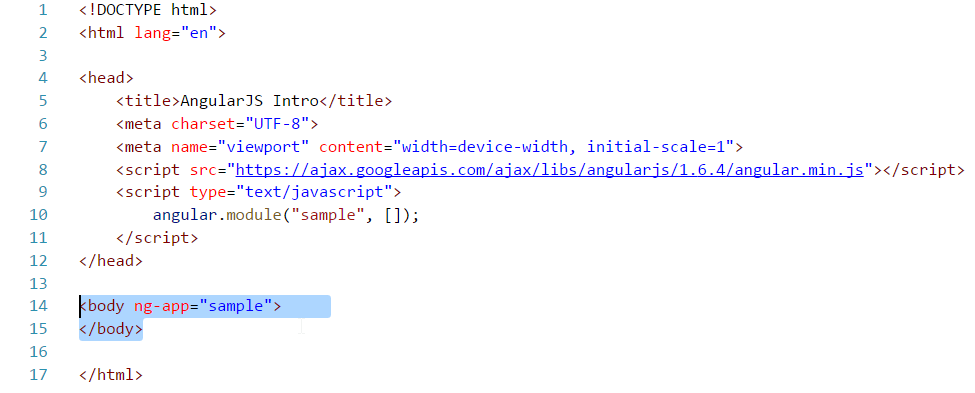 1 <!DOCTYPE html>
2 <html lang="en">
3
4 <head>
5     <title>AngularJS Intro</title>
6     <meta charset="UTF-8">
7     <meta name="viewport" content="width=device-width, initial-scale=1">
8     <script src="https://ajax.googleapis.com/ajax/libs/angularjs/1.6.4/angular.min.js"></script>
9     <script type="text/javascript">
10         angular.module("sample", []);
11     </script>
12 </head>
13
14 <body ng-app="sample">
15 </body>
16
17 </html>